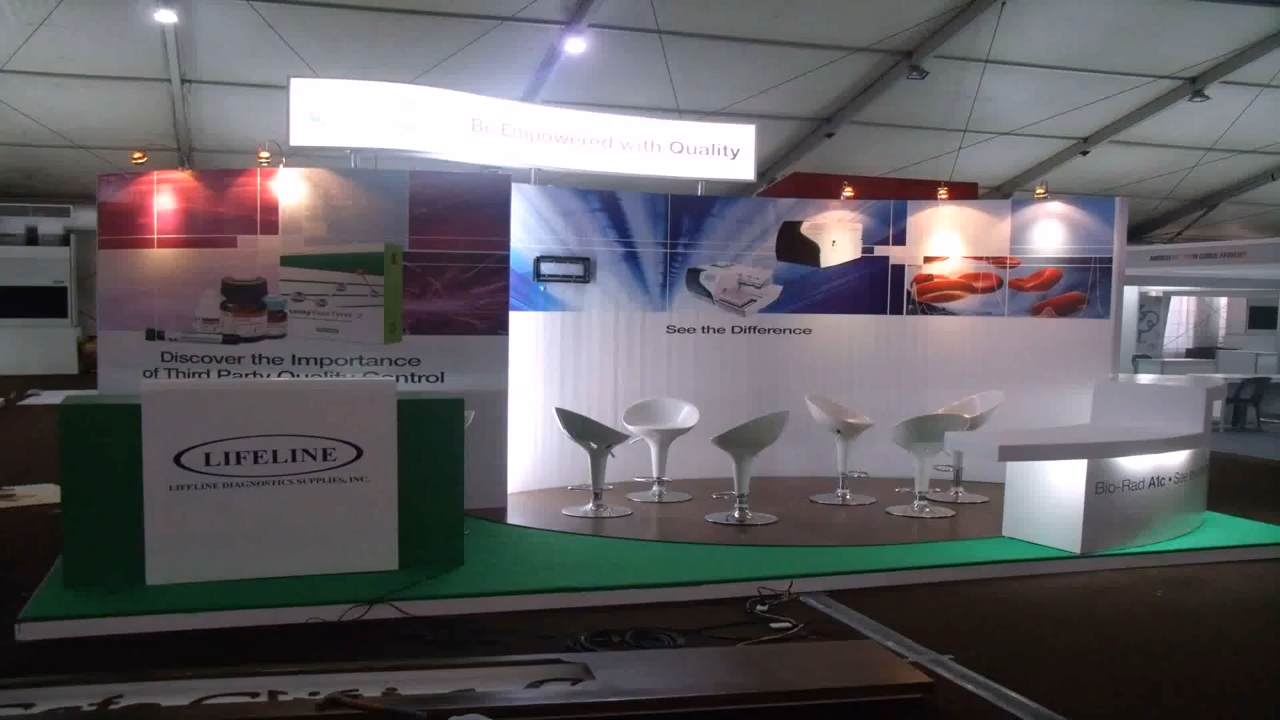 Be Empowered with Quality
Discover the Importance
of Third Party Quality Control
See the Difference
LIFELINE
LIFELINE DIAGNOSTICS SUPPLIES, INC.
Bio-Rad A1c • See